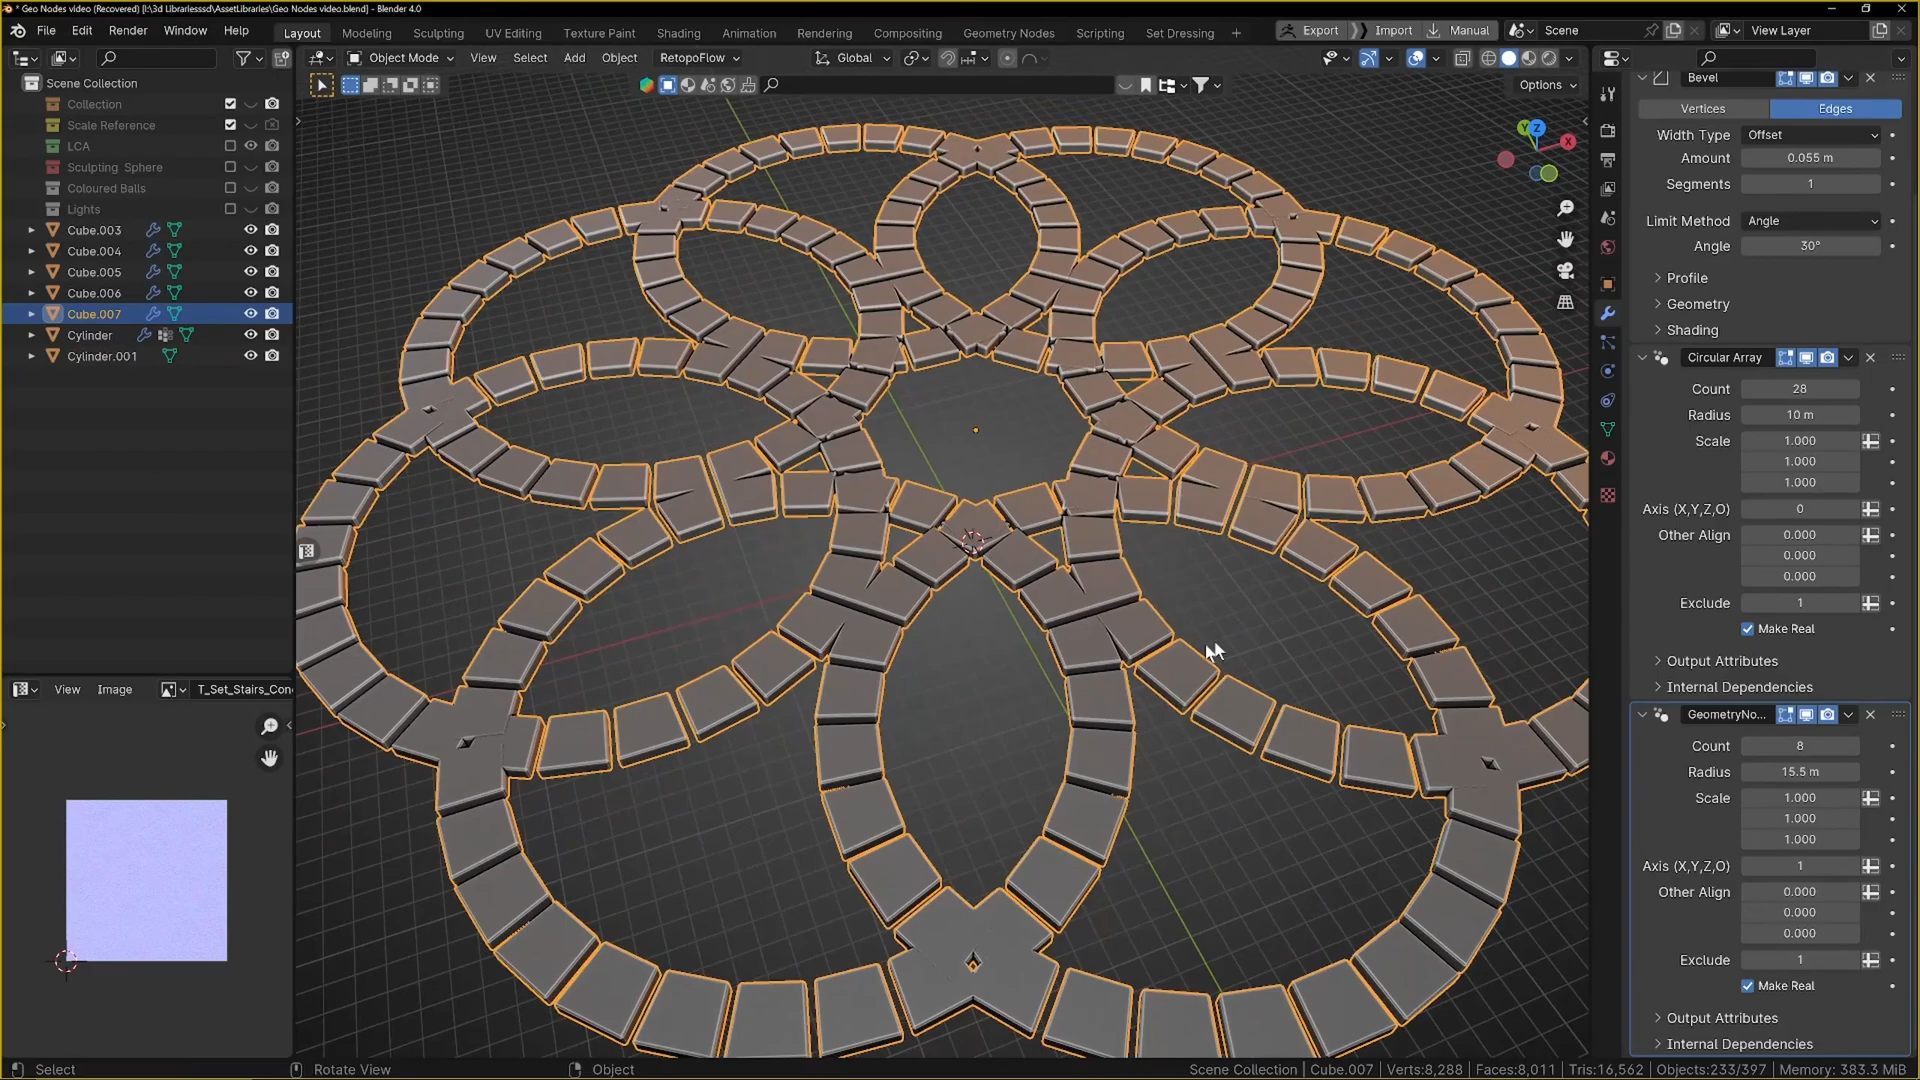 * Geo Nodes video (Recovered) [I:\3d Librariesssd\AssetLibraries\Geo Nodes video.blend] - Blender 4.0
File Edit Render Window Help Layout Modeling Sculpting UV Editing Texture Paint Shading Animation Rendering Compositing Geometry Nodes Scripting Set Dressing + Export Import Manual Scene View Layer
Object Mode View Select Add Object RetopoFlow Global
Options
Scene Collection
Collection
Scale Reference
LCA
Sculpting Sphere
Coloured Balls
Lights
Cube.003
Cube.004
Cube.005
Cube.006
Cube.007
Cylinder
Cylinder.001
View Image T_Set_Stairs_Con
Y Z X
Bevel
Vertices Edges
Width Type Offset
Amount 0.055 m
Segments 1
Limit Method Angle
Angle 30°
Profile
Geometry
Shading
Circular Array
Count 28
Radius 10 m
Scale 1.000
1.000
1.000
Axis (X,Y,Z,O) 0
Other Align 0.000
0.000
0.000
Exclude 1
Make Real
Output Attributes
Internal Dependencies
GeometryNo...
Count 8
Radius 15.5 m
Scale 1.000
1.000
1.000
Axis (X,Y,Z,O) 1
Other Align 0.000
0.000
0.000
Exclude 1
Make Real
Output Attributes
Internal Dependencies
Select Rotate View Object Scene Collection | Cube.007 | Verts:8,288 | Faces:8,011 | Tris:16,562 | Objects:233/397 | Memory: 383.3 MiB